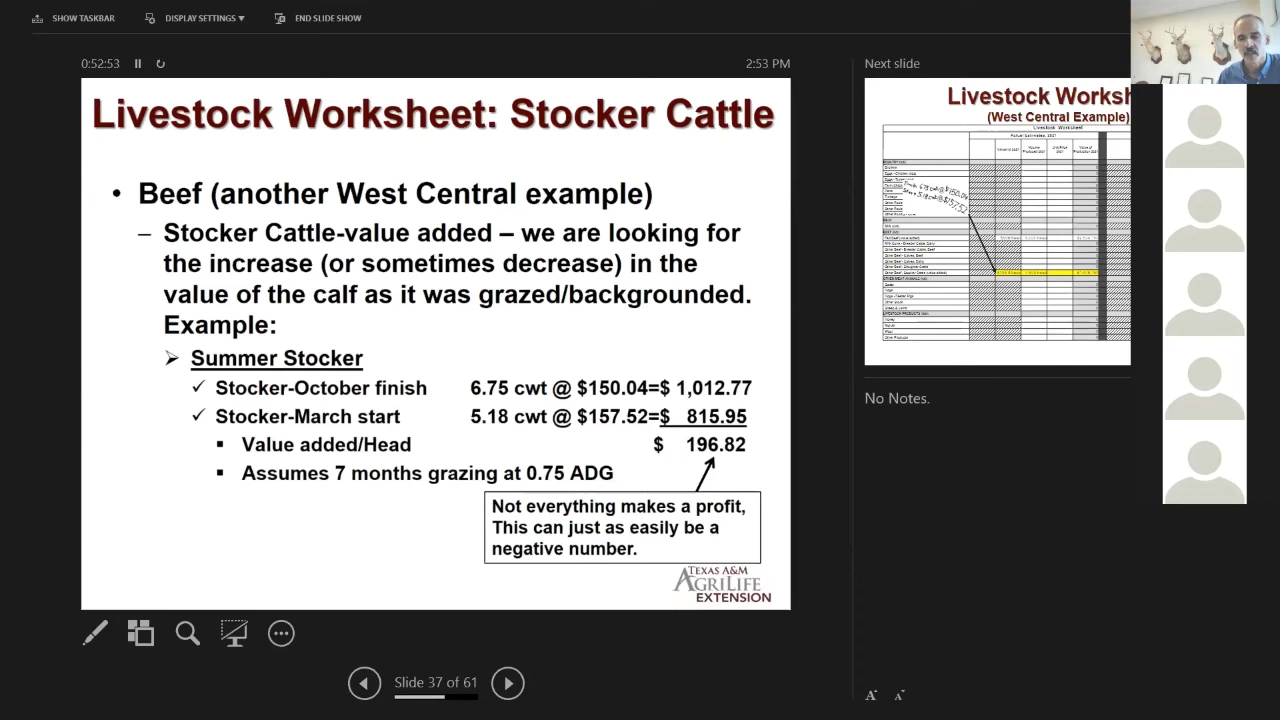 SHOW TASKBAR
DISPLAY SETTINGS ▾
END SLIDE SHOW
0:52:53
2:53 PM
Livestock Worksheet: Stocker Cattle
• Beef (another West Central example)
– Stocker Cattle-value added – we are looking for
the increase (or sometimes decrease) in the
value of the calf as it was grazed/backgrounded.
Example:
Summer Stocker
✓ Stocker-October finish 6.75 cwt @ $150.04=$ 1,012.77
✓ Stocker-March start 5.18 cwt @ $157.52=$ 815.95
▪ Value added/Head $ 196.82
▪ Assumes 7 months grazing at 0.75 ADG
Not everything makes a profit,
This can just as easily be a
negative number.
TEXAS A&M
AGRILIFE
EXTENSION
Slide 37 of 61
Next slide
Livestock Worksh
(West Central Example)
Livestock Worksheet
No Notes.
A A